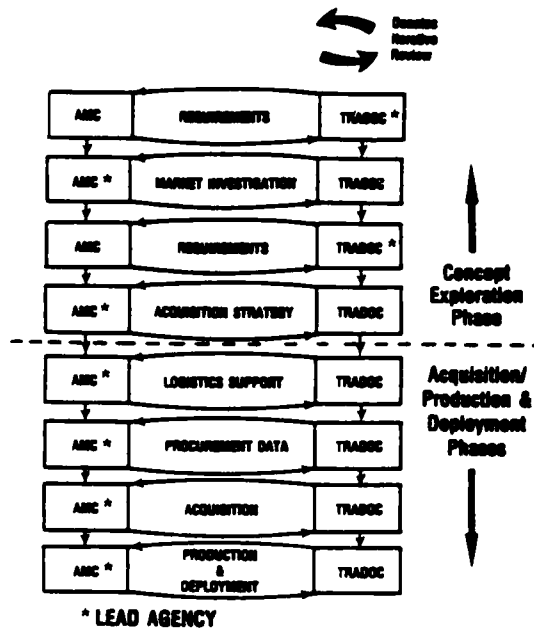 Denotes
Iterative
Review
AMC REQUIREMENTS TRADOC *
AMC * MARKET INVESTIGATION TRADOC
AMC REQUIREMENTS TRADOC *
AMC * ACQUISITION STRATEGY TRADOC
Concept
Exploration
Phase
AMC * LOGISTICS SUPPORT TRADOC
AMC * PROCUREMENT DATA TRADOC
AMC * ACQUISITION TRADOC
AMC * PRODUCTION
&
DEPLOYMENT TRADOC
Acquisition/
Production &
Deployment
Phases
* LEAD AGENCY